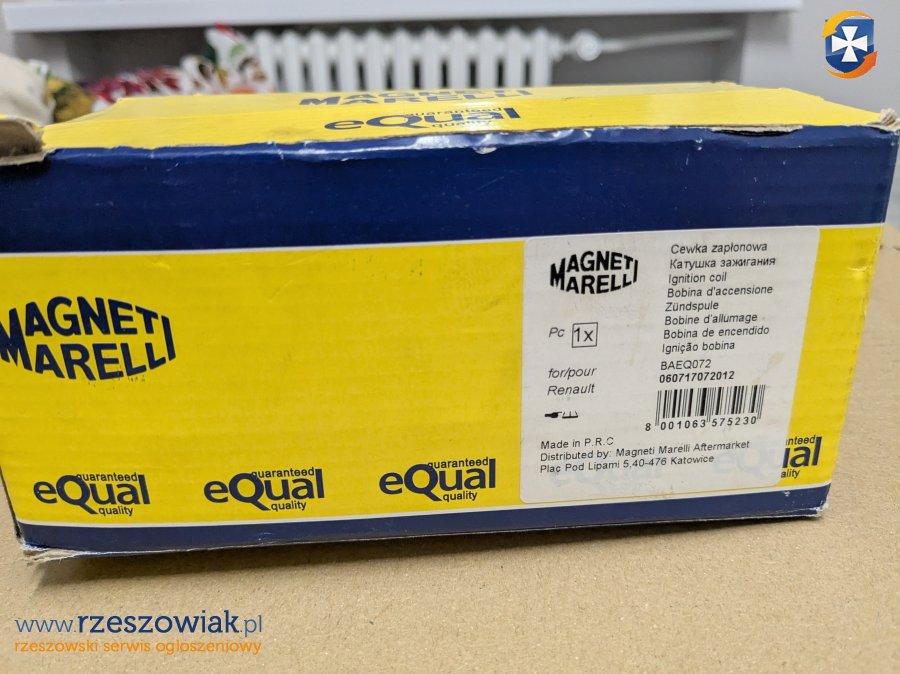 MAGNETI
MARELLI
guaranteed
eQual
quality
MAGNETI
MARELLI
MAGNETI
MARELLI
Cewka zapłonowa
Катушка зажигания
Ignition coil
Bobina d'accensione
Zündspule
Bobine d'allumage
Bobina de encendido
Ignição bobina
Pc 1x
for/pour
Renault
BAEQ072
060717072012
8 001063 575230
Made in P.R.C
Distributed by: Magneti Marelli Aftermarket
Plac Pod Lipami 5,40-476 Katowice
guaranteed
eQual
quality
guaranteed
eQual
quality
guaranteed
eQual
quality
www.rzeszowiak.pl
rzeszowski serwis ogłoszeniowy